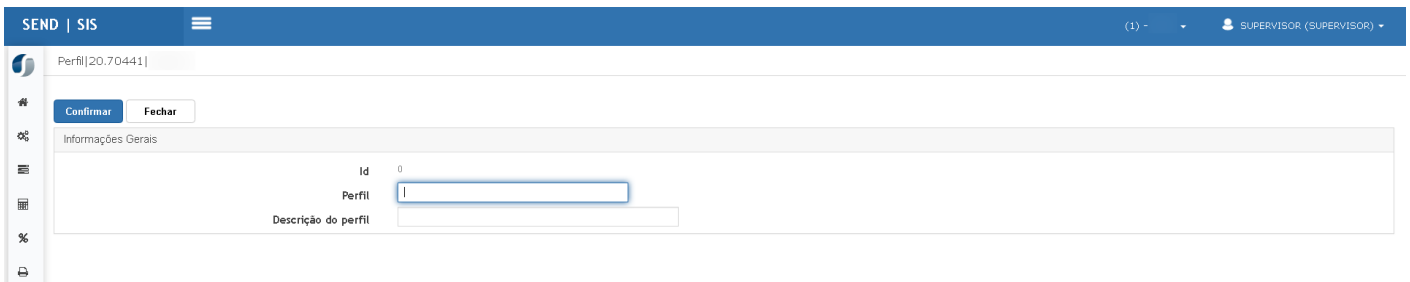 SEND | SIS
(1) -
SUPERVISOR (SUPERVISOR)
Perfil|20.70441|
Confirmar
Fechar
Informações Gerais
Id 0
Perfil
Descrição do perfil